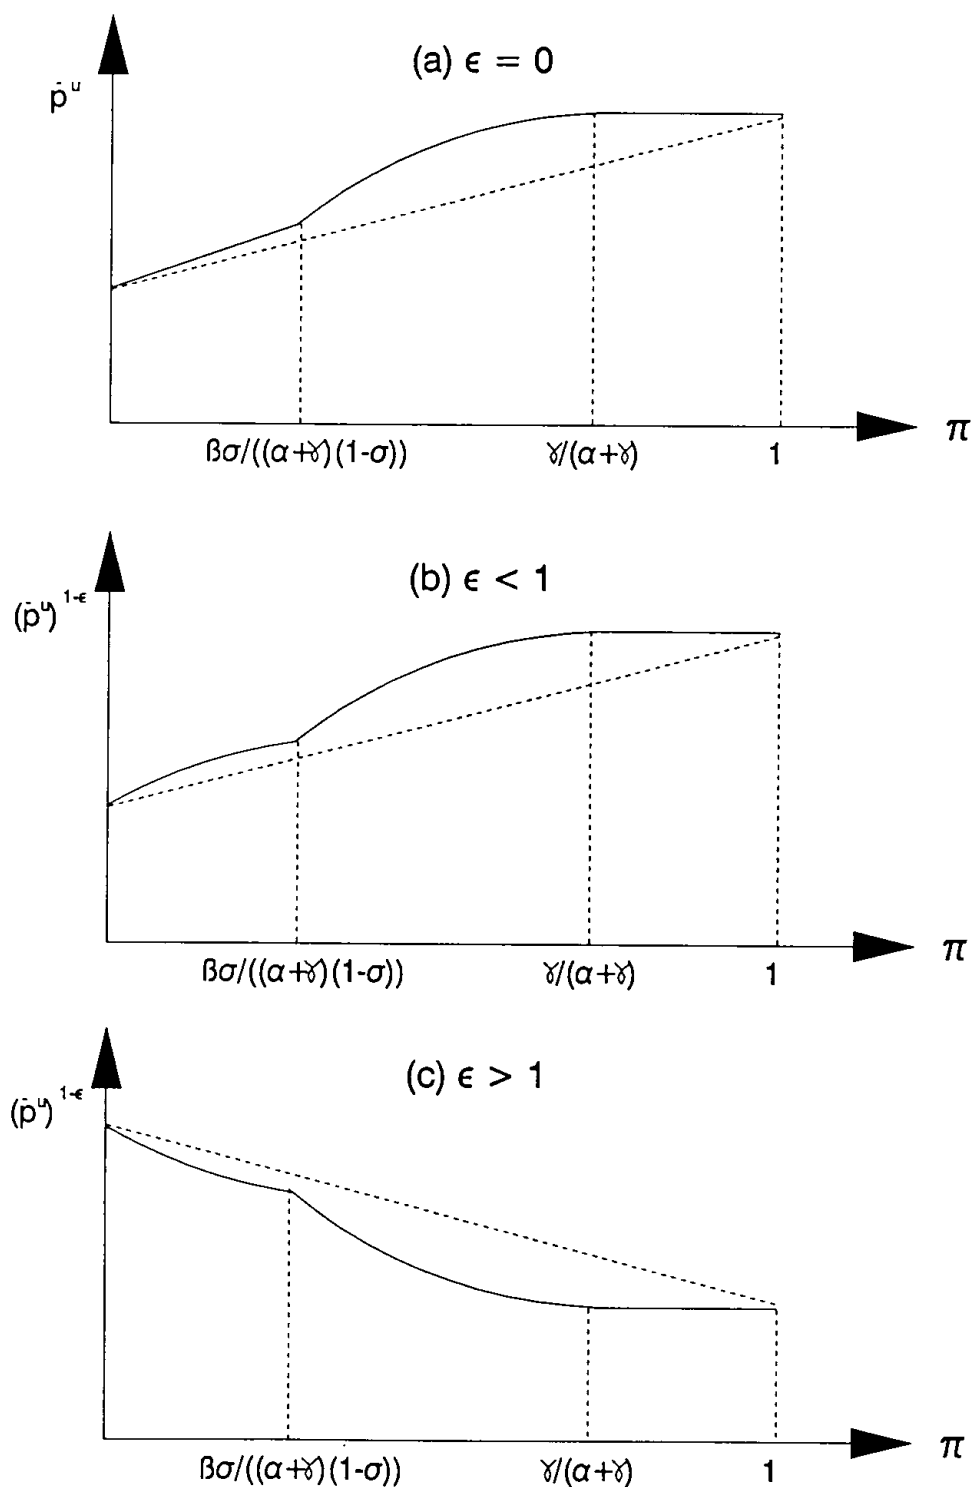 (a) ϵ = 0
p̄ᵘ
βσ/((α+γ)(1-σ)) γ/(α+γ) 1 π
(b) ϵ < 1
(p̄ᵘ)¹⁻ᵋ
βσ/((α+γ)(1-σ)) γ/(α+γ) 1 π
(c) ϵ > 1
(p̄ᵘ)¹⁻ᵋ
βσ/((α+γ)(1-σ)) γ/(α+γ) 1 π